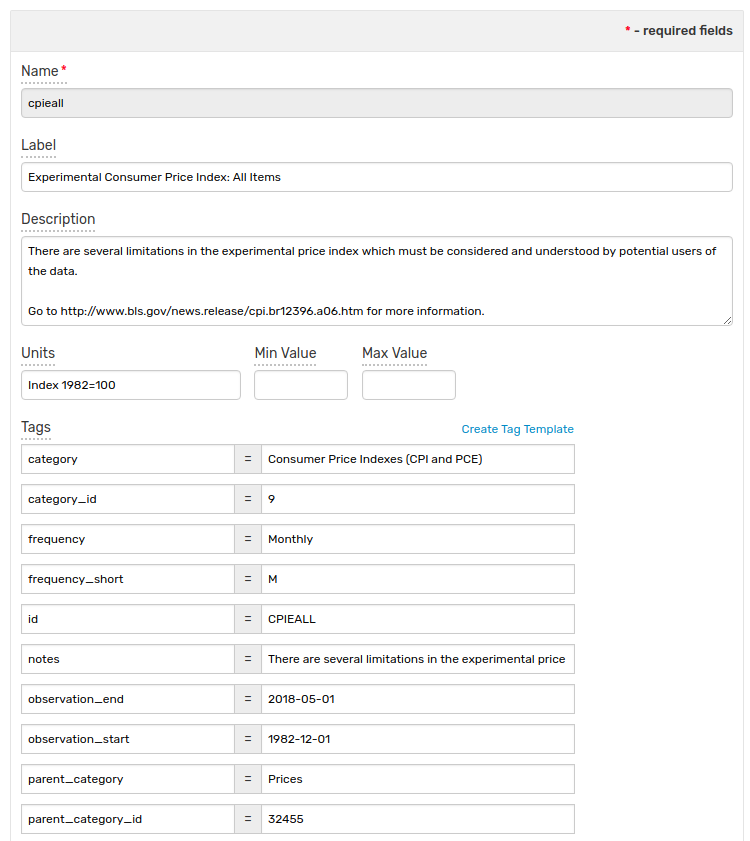 * - required fields
Name *
cpieall
Label
Experimental Consumer Price Index: All Items
Description
There are several limitations in the experimental price index which must be considered and understood by potential users of
the data.
Go to http://www.bls.gov/news.release/cpi.br12396.a06.htm for more information.
Units Min Value Max Value
Index 1982=100
Tags Create Tag Template
category = Consumer Price Indexes (CPI and PCE)
category_id = 9
frequency = Monthly
frequency_short = M
id = CPIEALL
notes = There are several limitations in the experimental price
observation_end = 2018-05-01
observation_start = 1982-12-01
parent_category = Prices
parent_category_id = 32455